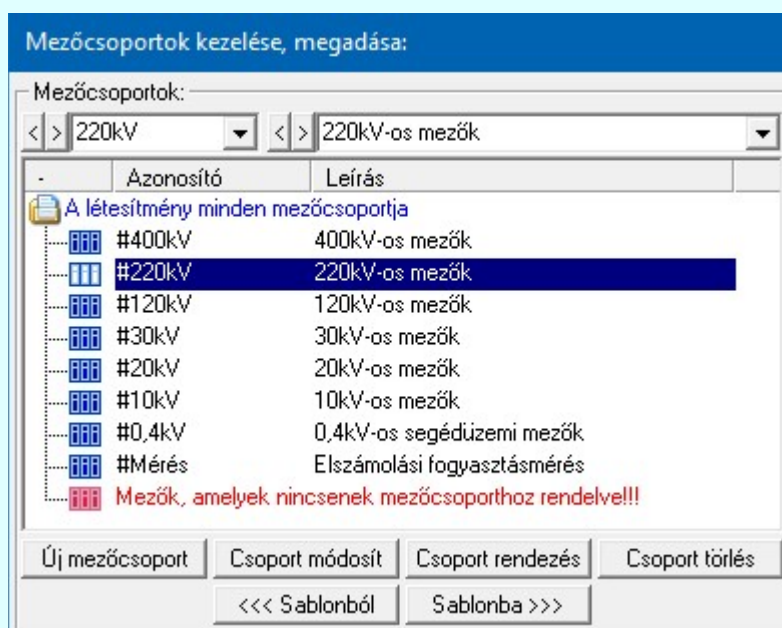 Mezőcsoportok kezelése, megadása:
Mezőcsoportok:
< > 220kV < > 220kV-os mezők
- Azonosító Leírás
A létesítmény minden mezőcsoportja
#400kV 400kV-os mezők
#220kV 220kV-os mezők
#120kV 120kV-os mezők
#30kV 30kV-os mezők
#20kV 20kV-os mezők
#10kV 10kV-os mezők
#0,4kV 0,4kV-os segédüzemi mezők
#Mérés Elszámolási fogyasztásmérés
Mezők, amelyek nincsenek mezőcsoporthoz rendelve!!!
Új mezőcsoport Csoport módosít Csoport rendezés Csoport törlés
<<< Sablonból Sablonba >>>